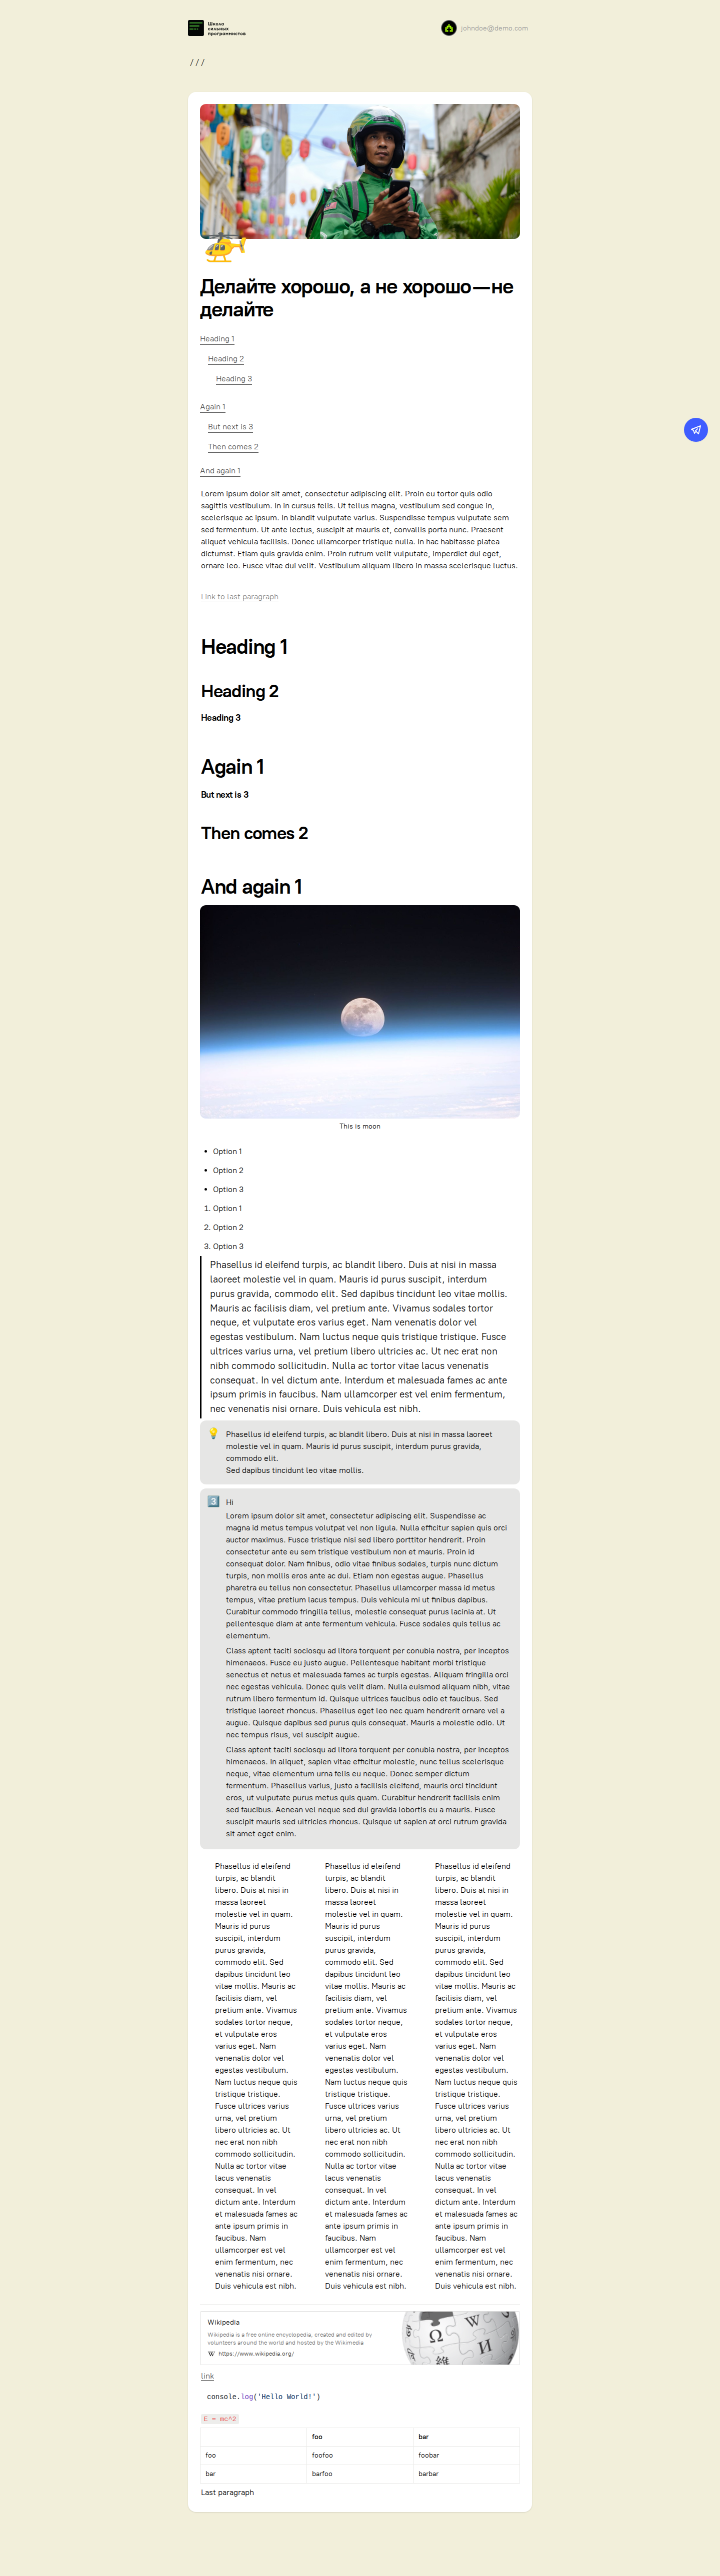 Школа
сильных
программистов
johndoe@demo.com
///
Делайте хорошо, а не хорошо — не
делайте
Heading 1
Heading 2
Heading 3
Again 1
But next is 3
Then comes 2
And again 1
Lorem ipsum dolor sit amet, consectetur adipiscing elit. Proin eu tortor quis odio
sagittis vestibulum. In in cursus felis. Ut tellus magna, vestibulum sed congue in,
scelerisque ac ipsum. In blandit vulputate varius. Suspendisse tempus vulputate sem
sed fermentum. Ut ante lectus, suscipit at mauris et, convallis porta nunc. Praesent
aliquet vehicula facilisis. Donec ullamcorper tristique nulla. In hac habitasse platea
dictumst. Etiam quis gravida enim. Proin rutrum velit vulputate, imperdiet dui eget,
ornare leo. Fusce vitae dui velit. Vestibulum aliquam libero in massa scelerisque luctus.
Link to last paragraph
Heading 1
Heading 2
Heading 3
Again 1
But next is 3
Then comes 2
And again 1
This is moon
• Option 1
• Option 2
• Option 3
1. Option 1
2. Option 2
3. Option 3
Phasellus id eleifend turpis, ac blandit libero. Duis at nisi in massa
laoreet molestie vel in quam. Mauris id purus suscipit, interdum
purus gravida, commodo elit. Sed dapibus tincidunt leo vitae mollis.
Mauris ac facilisis diam, vel pretium ante. Vivamus sodales tortor
neque, et vulputate eros varius eget. Nam venenatis dolor vel
egestas vestibulum. Nam luctus neque quis tristique tristique. Fusce
ultrices varius urna, vel pretium libero ultricies ac. Ut nec erat non
nibh commodo sollicitudin. Nulla ac tortor vitae lacus venenatis
consequat. In vel dictum ante. Interdum et malesuada fames ac ante
ipsum primis in faucibus. Nam ullamcorper est vel enim fermentum,
nec venenatis nisi ornare. Duis vehicula est nibh.
Phasellus id eleifend turpis, ac blandit libero. Duis at nisi in massa laoreet
molestie vel in quam. Mauris id purus suscipit, interdum purus gravida,
commodo elit.
Sed dapibus tincidunt leo vitae mollis.
3 Hi
Lorem ipsum dolor sit amet, consectetur adipiscing elit. Suspendisse ac
magna id metus tempus volutpat vel non ligula. Nulla efficitur sapien quis orci
auctor maximus. Fusce tristique nisi sed libero porttitor hendrerit. Proin
consectetur ante eu sem tristique vestibulum non et mauris. Proin id
consequat dolor. Nam finibus, odio vitae finibus sodales, turpis nunc dictum
turpis, non mollis eros ante ac dui. Etiam non egestas augue. Phasellus
pharetra eu tellus non consectetur. Phasellus ullamcorper massa id metus
tempus, vitae pretium lacus tempus. Duis vehicula mi ut finibus dapibus.
Curabitur commodo fringilla tellus, molestie consequat purus lacinia at. Ut
pellentesque diam at ante fermentum vehicula. Fusce sodales quis tellus ac
elementum.
Class aptent taciti sociosqu ad litora torquent per conubia nostra, per inceptos
himenaeos. Fusce eu justo augue. Pellentesque habitant morbi tristique
senectus et netus et malesuada fames ac turpis egestas. Aliquam fringilla orci
nec egestas vehicula. Donec quis velit diam. Nulla euismod aliquam nibh, vitae
rutrum libero fermentum id. Quisque ultrices faucibus odio et faucibus. Sed
tristique laoreet rhoncus. Phasellus eget leo nec quam hendrerit ornare vel a
augue. Quisque dapibus sed purus quis consequat. Mauris a molestie odio. Ut
nec tempus risus, vel suscipit augue.
Class aptent taciti sociosqu ad litora torquent per conubia nostra, per inceptos
himenaeos. In aliquet, sapien vitae efficitur molestie, nunc tellus scelerisque
neque, vitae elementum urna felis eu neque. Donec semper dictum
fermentum. Phasellus varius, justo a facilisis eleifend, mauris orci tincidunt
eros, ut vulputate purus metus quis quam. Curabitur hendrerit facilisis enim
sed faucibus. Aenean vel neque sed dui gravida lobortis eu a mauris. Fusce
suscipit mauris sed ultricies rhoncus. Quisque ut sapien at orci rutrum gravida
sit amet eget enim.
Phasellus id eleifend
turpis, ac blandit
libero. Duis at nisi in
massa laoreet
molestie vel in quam.
Mauris id purus
suscipit, interdum
purus gravida,
commodo elit. Sed
dapibus tincidunt leo
vitae mollis. Mauris ac
facilisis diam, vel
pretium ante. Vivamus
sodales tortor neque,
et vulputate eros
varius eget. Nam
venenatis dolor vel
egestas vestibulum.
Nam luctus neque quis
tristique tristique.
Fusce ultrices varius
urna, vel pretium
libero ultricies ac. Ut
nec erat non nibh
commodo sollicitudin.
Nulla ac tortor vitae
lacus venenatis
consequat. In vel
dictum ante. Interdum
et malesuada fames ac
ante ipsum primis in
faucibus. Nam
ullamcorper est vel
enim fermentum, nec
venenatis nisi ornare.
Duis vehicula est nibh.
Phasellus id eleifend
turpis, ac blandit
libero. Duis at nisi in
massa laoreet
molestie vel in quam.
Mauris id purus
suscipit, interdum
purus gravida,
commodo elit. Sed
dapibus tincidunt leo
vitae mollis. Mauris ac
facilisis diam, vel
pretium ante. Vivamus
sodales tortor neque,
et vulputate eros
varius eget. Nam
venenatis dolor vel
egestas vestibulum.
Nam luctus neque quis
tristique tristique.
Fusce ultrices varius
urna, vel pretium
libero ultricies ac. Ut
nec erat non nibh
commodo sollicitudin.
Nulla ac tortor vitae
lacus venenatis
consequat. In vel
dictum ante. Interdum
et malesuada fames ac
ante ipsum primis in
faucibus. Nam
ullamcorper est vel
enim fermentum, nec
venenatis nisi ornare.
Duis vehicula est nibh.
Phasellus id eleifend
turpis, ac blandit
libero. Duis at nisi in
massa laoreet
molestie vel in quam.
Mauris id purus
suscipit, interdum
purus gravida,
commodo elit. Sed
dapibus tincidunt leo
vitae mollis. Mauris ac
facilisis diam, vel
pretium ante. Vivamus
sodales tortor neque,
et vulputate eros
varius eget. Nam
venenatis dolor vel
egestas vestibulum.
Nam luctus neque quis
tristique tristique.
Fusce ultrices varius
urna, vel pretium
libero ultricies ac. Ut
nec erat non nibh
commodo sollicitudin.
Nulla ac tortor vitae
lacus venenatis
consequat. In vel
dictum ante. Interdum
et malesuada fames ac
ante ipsum primis in
faucibus. Nam
ullamcorper est vel
enim fermentum, nec
venenatis nisi ornare.
Duis vehicula est nibh.
Wikipedia
Wikipedia is a free online encyclopedia, created and edited by
volunteers around the world and hosted by the Wikimedia
W https://www.wikipedia.org/
Ω W И 維
link
console.log('Hello World!')
E = mc^2
foo bar
foo foofoo foobar
bar barfoo barbar
Last paragraph